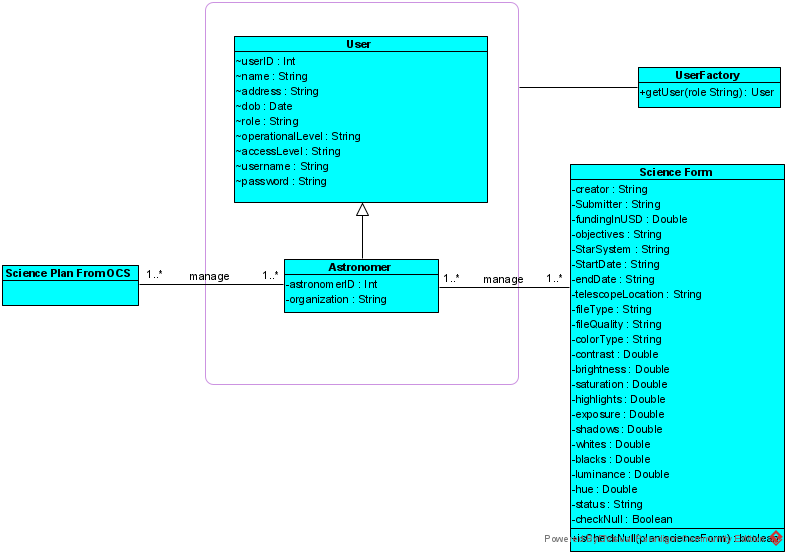 User
~userID : Int
~name : String
~address : String
~dob : Date
~role : String
~operationalLevel : String
~accessLevel : String
~username : String
~password : String
UserFactory
+getUser(role String) : User
Science Plan From OCS
1..*
manage
1..*
Astronomer
-astronomerID : Int
-organization : String
1..*
manage
1..*
Science Form
-creator : String
-Submitter : String
-fundingInUSD : Double
-objectives : String
-StarSystem : String
-StartDate : String
-endDate : String
-telescopeLocation : String
-fileType : String
-fileQuality : String
-colorType : String
-contrast : Double
-brightness : Double
-saturation : Double
-highlights : Double
-exposure : Double
-shadows : Double
-whites : Double
-blacks : Double
-luminance : Double
-hue : Double
-status : String
-checkNull : Boolean
+isCheckNull(plan scienceForm) : boolean